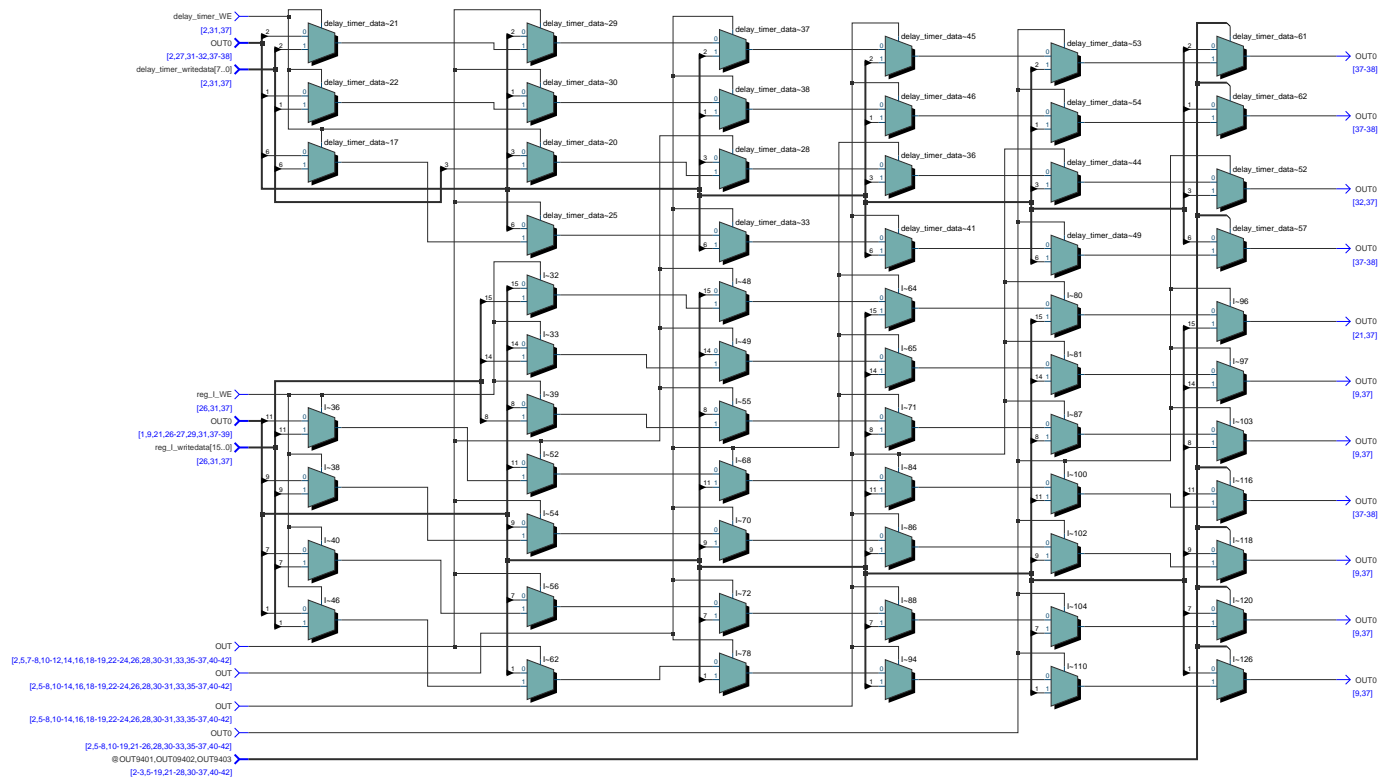 delay_timer_WE
[2,31,37]
OUT0
[2,27,31-32,37-38]
delay_timer_writedata[7..0]
[2,31,37]
delay_timer_data~21
delay_timer_data~29
delay_timer_data~37
delay_timer_data~45
delay_timer_data~53
delay_timer_data~61
OUT0
[37-38]
delay_timer_data~22
delay_timer_data~30
delay_timer_data~38
delay_timer_data~46
delay_timer_data~54
delay_timer_data~62
OUT0
[37-38]
delay_timer_data~17
delay_timer_data~20
delay_timer_data~28
delay_timer_data~36
delay_timer_data~44
delay_timer_data~52
OUT0
[32,37]
delay_timer_data~25
delay_timer_data~33
delay_timer_data~41
delay_timer_data~49
delay_timer_data~57
OUT0
[37-38]
I~32
I~48
I~64
I~80
I~96
OUT0
[21,37]
I~33
I~49
I~65
I~81
I~97
OUT0
[9,37]
reg_I_WE
[26,31,37]
OUT0
[1,9,21,26-27,29,31,37-39]
reg_I_writedata[15..0]
[26,31,37]
I~36
I~39
I~55
I~71
I~87
I~103
OUT0
[9,37]
I~38
I~52
I~68
I~84
I~100
I~116
OUT0
[37-38]
I~40
I~54
I~70
I~86
I~102
I~118
OUT0
[9,37]
I~46
I~56
I~72
I~88
I~104
I~120
OUT0
[9,37]
I~62
I~78
I~94
I~110
I~126
OUT0
[9,37]
OUT
[2,5,7-8,10-12,14,16,18-19,22-24,26,28,30-31,33,35-37,40-42]
OUT
[2,5-8,10-14,16,18-19,22-24,26,28,30-31,33,35-37,40-42]
OUT
[2,5-8,10-14,16,18-19,22-24,26,28,30-31,33,35-37,40-42]
OUT0
[2,5-8,10-19,21-26,28,30-33,35-37,40-42]
@OUT9401,OUT09402,OUT9403
[2-3,5-19,21-28,30-37,40-42]